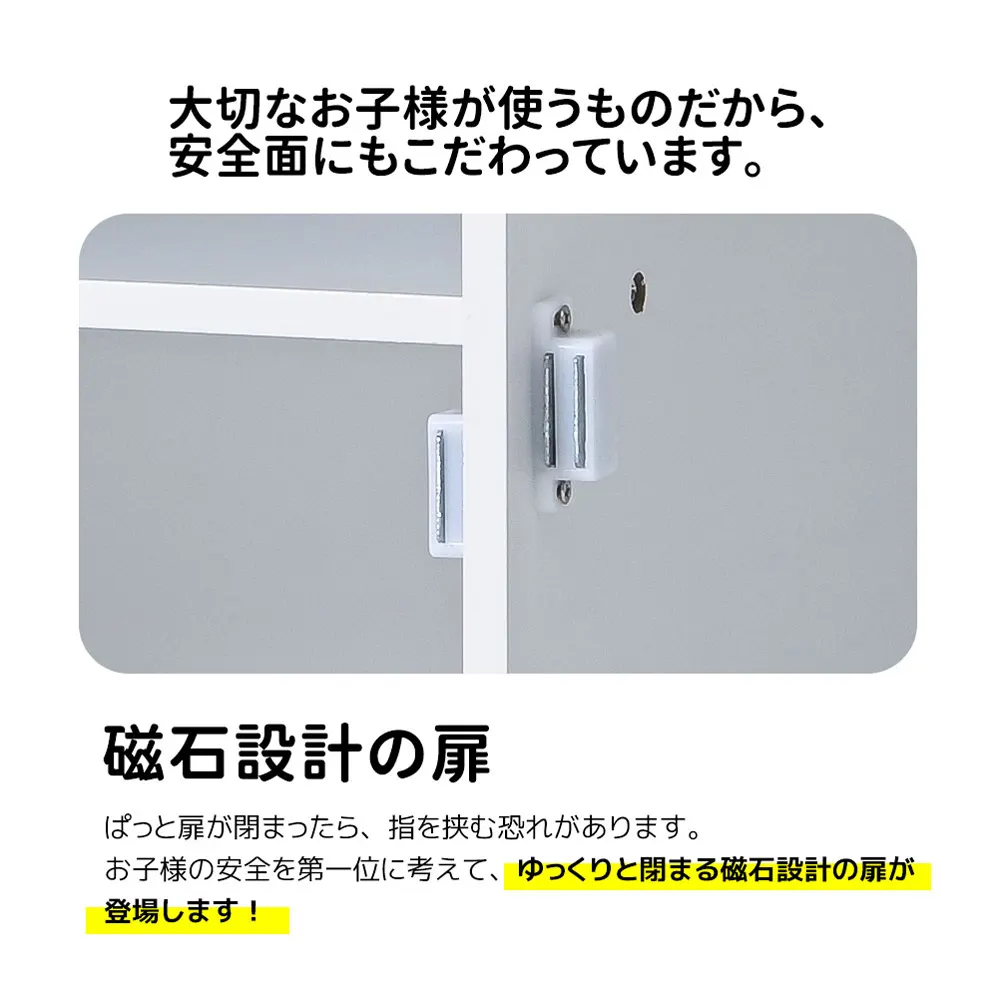 大切なお子様が使うものだから、
安全面にもこだわっています。
磁石設計の扉
ぱっと扉が閉まったら、指を挟む恐れがあります。
お子様の安全を第一位に考えて、ゆっくりと閉まる磁石設計の扉が
登場します！